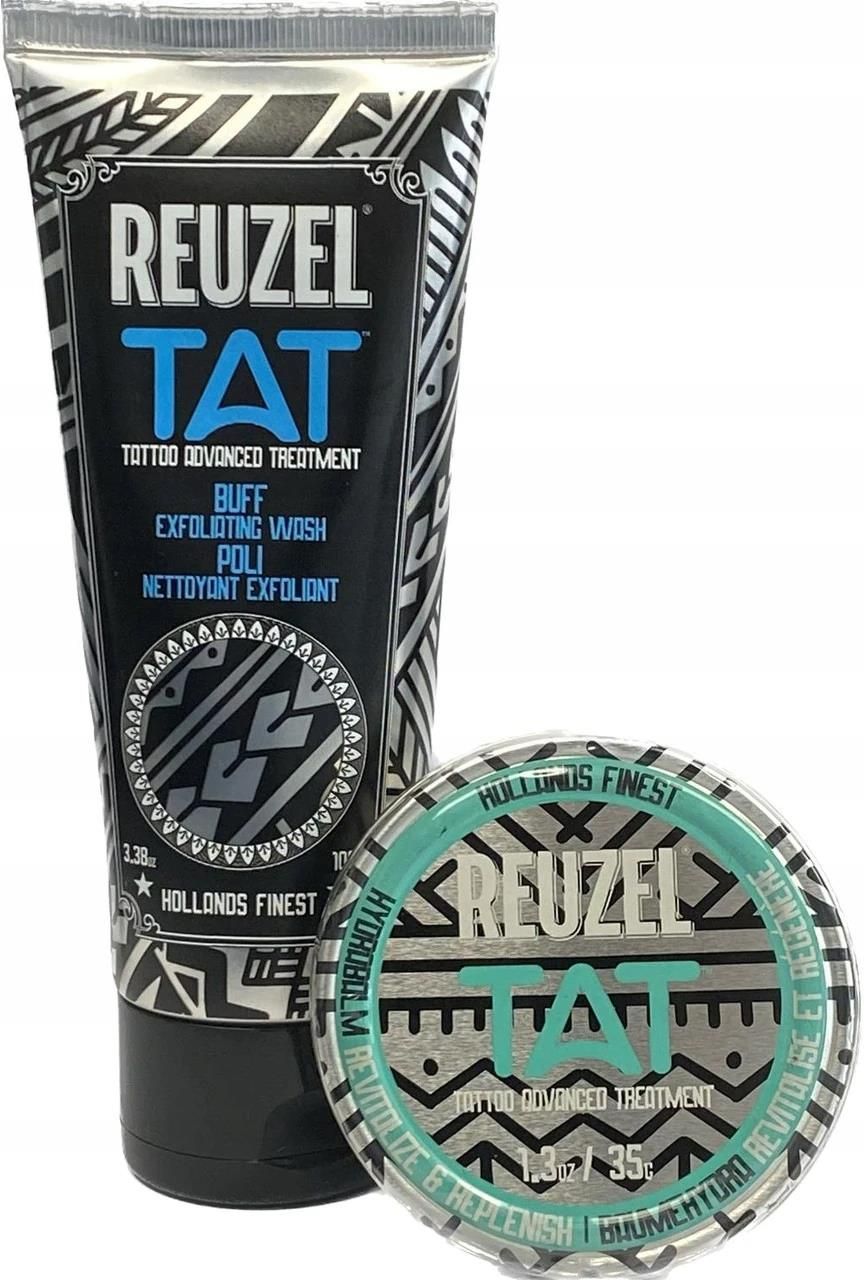 REUZEL®
TAT™
TATTOO ADVANCED TREATMENT
BUFF
EXFOLIATING WASH
POLI
NETTOYANT EXFOLIANT
3.38oz
HOLLANDS FINEST
HOLLANDS FINEST
REUZEL
TAT
TATTOO ADVANCED TREATMENT
1.3oz / 35G
HYDROBALM REVITALIZE & REPLENISH | BAUMEHYDRO REVITALISE ET RÉGÉNÈRE